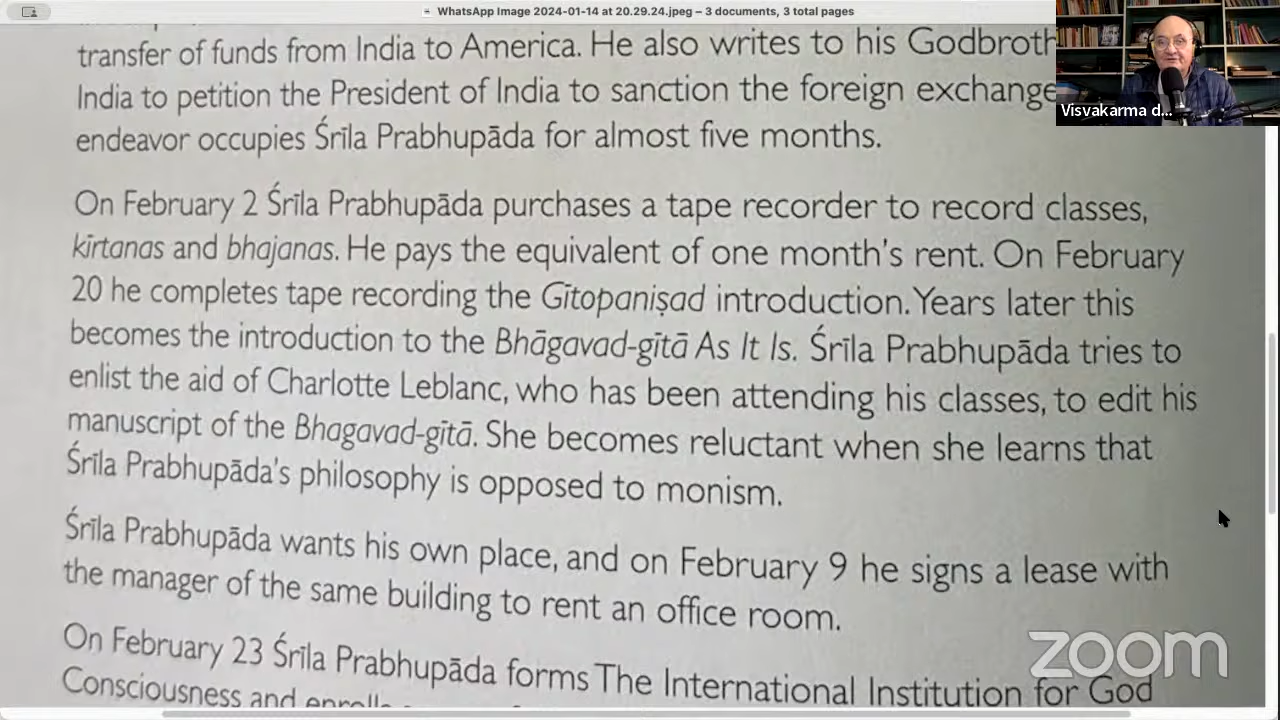 WhatsApp Image 2024-01-14 at 20.29.24.jpeg – 3 documents, 3 total pages
transfer of funds from India to America. He also writes to his Godbroth
India to petition the President of India to sanction the foreign exchange
endeavor occupies Śrīla Prabhupāda for almost five months.
On February 2 Śrīla Prabhupāda purchases a tape recorder to record classes,
kīrtanas and bhajanas. He pays the equivalent of one month's rent. On February
20 he completes tape recording the Gītopaniṣad introduction. Years later this
becomes the introduction to the Bhāgavad-gītā As It Is. Śrīla Prabhupāda tries to
enlist the aid of Charlotte Leblanc, who has been attending his classes, to edit his
manuscript of the Bhagavad-gītā. She becomes reluctant when she learns that
Śrīla Prabhupāda's philosophy is opposed to monism.
Śrīla Prabhupāda wants his own place, and on February 9 he signs a lease with
the manager of the same building to rent an office room.
On February 23 Śrīla Prabhupāda forms The International Institution for God
Consciousness and enrolls
Visvakarma d...
zoom